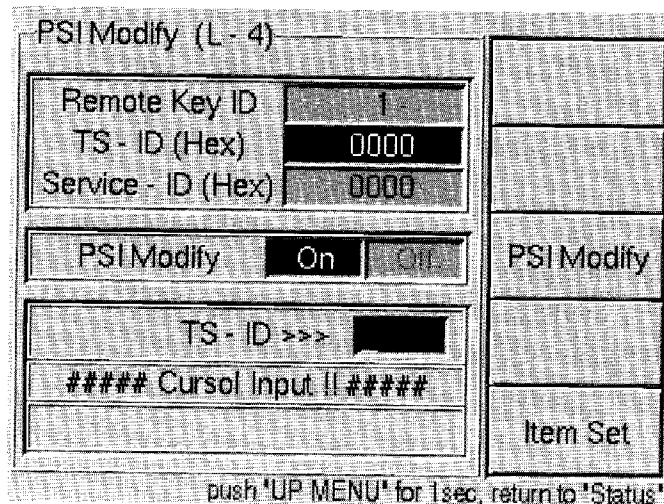 PSI Modify (L - 4)
Remote Key ID 1
TS - ID (Hex) 0000
Service - ID (Hex) 0000
PSI Modify On Off
PSI Modify
TS - ID >>>
##### Cursol Input !! #####
Item Set
push "UP MENU" for 1sec, return to "Status"